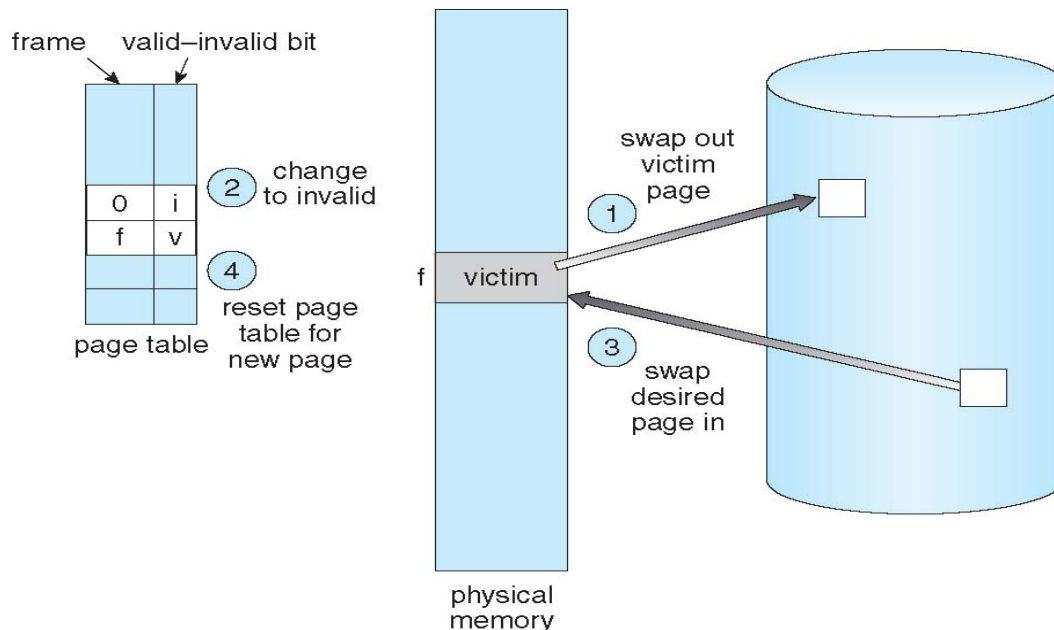 frame
valid–invalid bit
0
i
f
v
2
change
to invalid
4
reset page
table for
new page
page table
f
victim
1
swap out
victim
page
3
swap
desired
page in
physical
memory